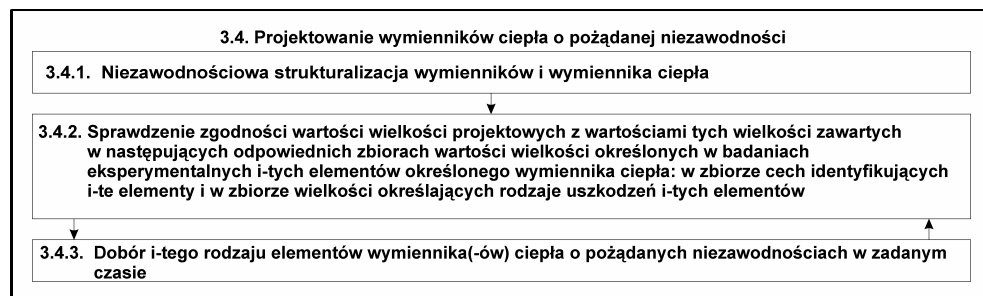 3.4. Projektowanie wymienników ciepła o pożądanej niezawodności
3.4.1. Niezawodnościowa strukturalizacja wymienników i wymiennika ciepła
3.4.2. Sprawdzenie zgodności wartości wielkości projektowych z wartościami tych wielkości zawartych
w następujących odpowiednich zbiorach wartości wielkości określonych w badaniach
eksperymentalnych i-tych elementów określonego wymiennika ciepła: w zbiorze cech identyfikujących
i-te elementy i w zbiorze wielkości określających rodzaje uszkodzeń i-tych elementów
3.4.3. Dobór i-tego rodzaju elementów wymiennika(-ów) ciepła o pożądanych niezawodnościach w zadanym
czasie